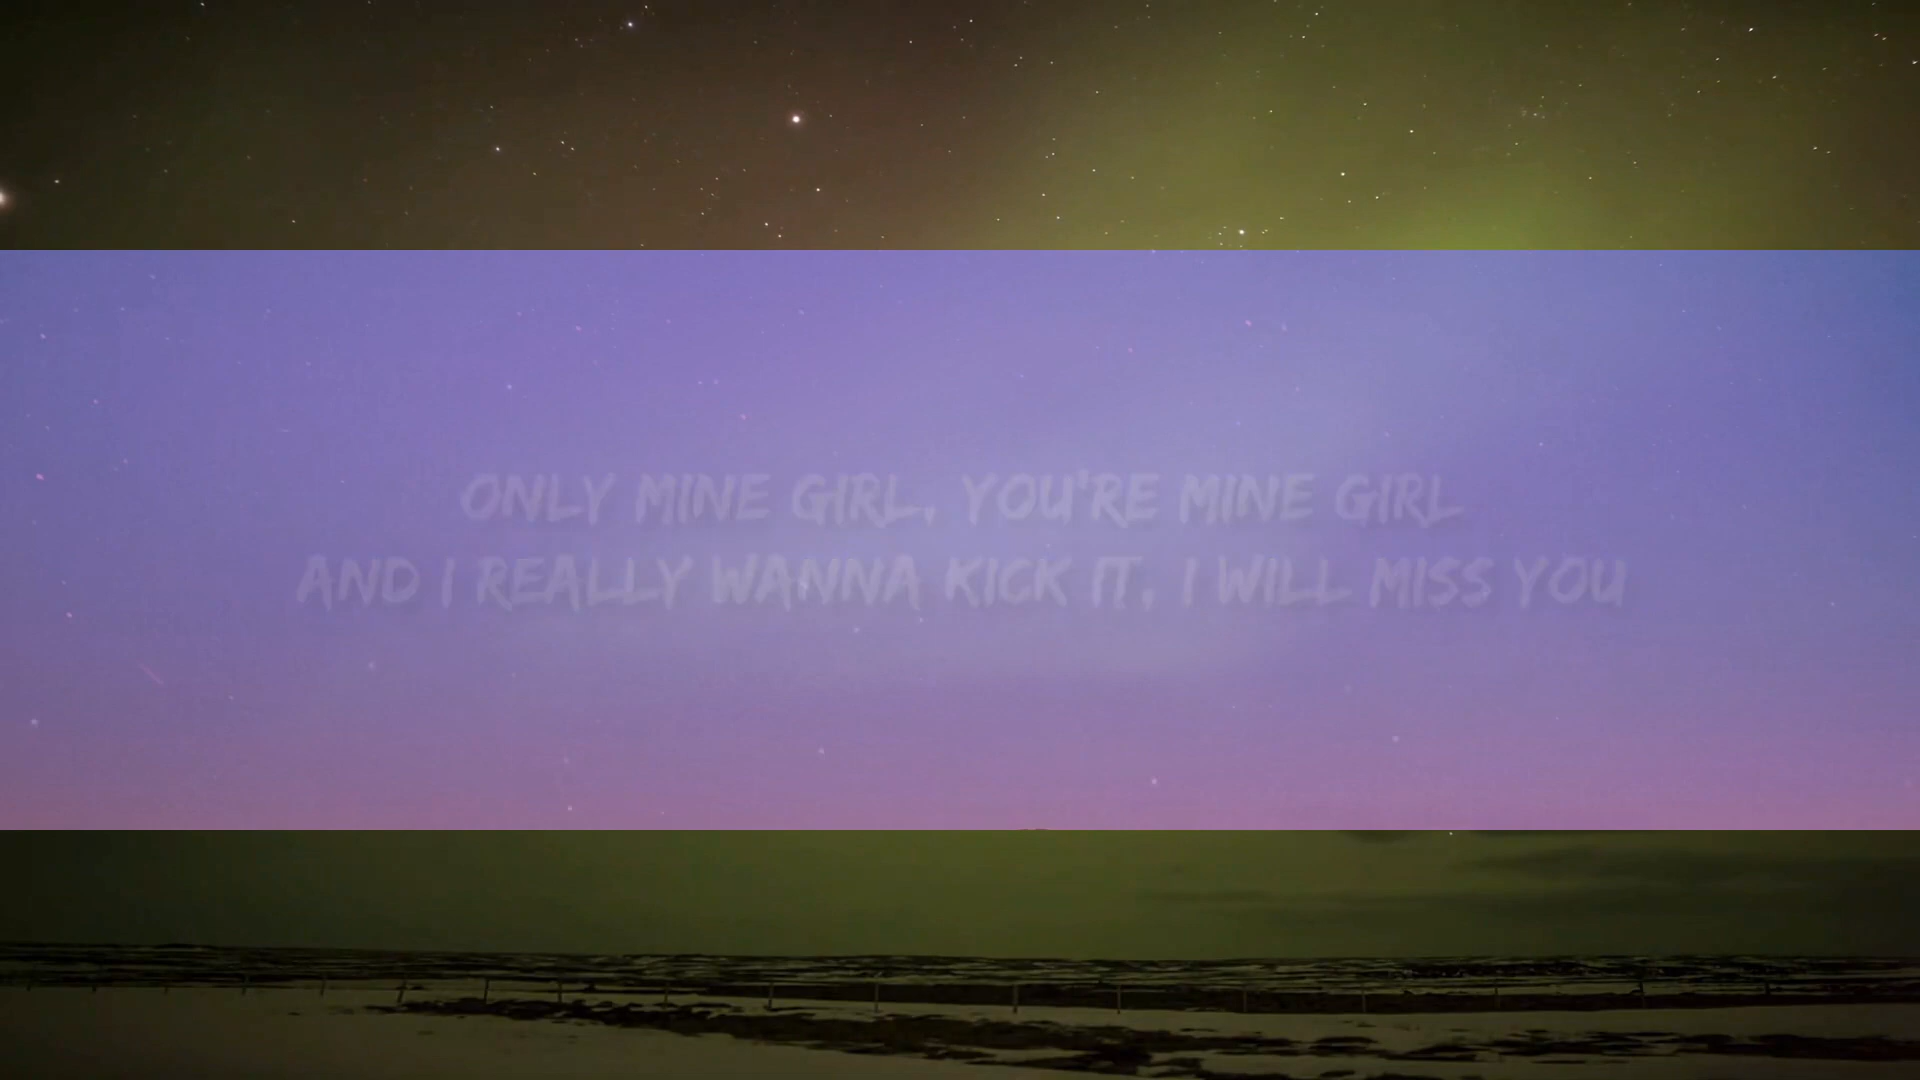 ONLY MINE GIRL, YOU'RE MINE GIRL
AND I REALLY WANNA KICK IT, I WILL MISS YOU